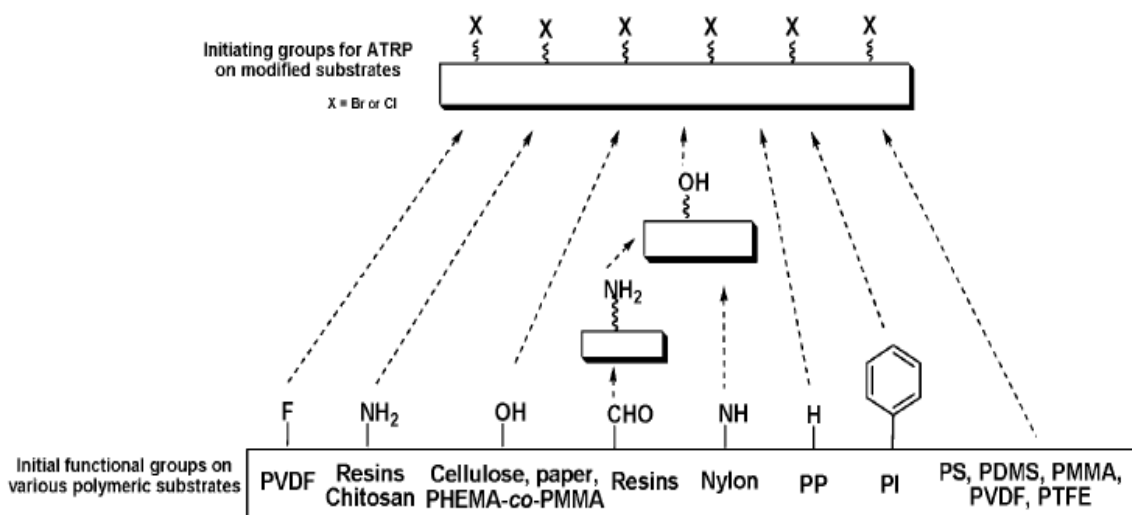 X X X X X X
Initiating groups for ATRP
on modified substrates
X = Br or Cl
OH
NH2
F NH2 OH CHO NH H
Initial functional groups on
various polymeric substrates
PVDF
Resins
Chitosan
Cellulose, paper,
PHEMA-co-PMMA
Resins
Nylon
PP
PI
PS, PDMS, PMMA,
PVDF, PTFE